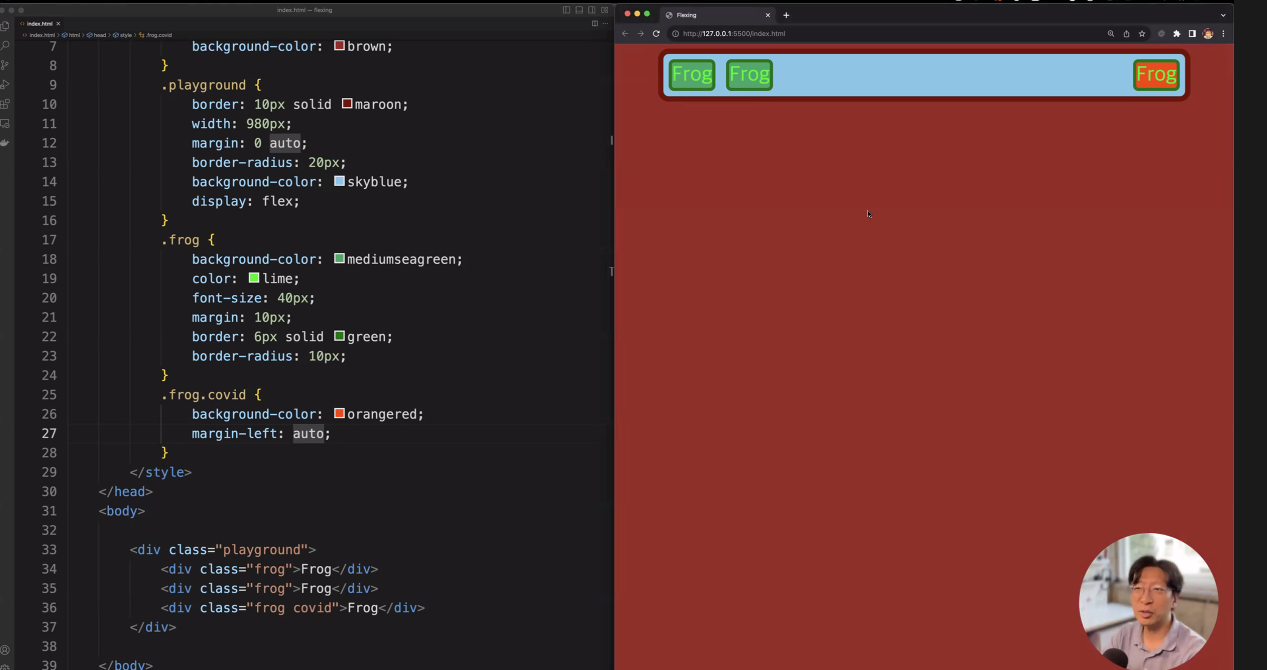 index.html — flexing
index.html ×
index.html > html > head > style > .frog.covid
7 background-color: brown;
8 }
9 .playground {
10 border: 10px solid maroon;
11 width: 980px;
12 margin: 0 auto;
13 border-radius: 20px;
14 background-color: skyblue;
15 display: flex;
16 }
17 .frog {
18 background-color: mediumseagreen;
19 color: lime;
20 font-size: 40px;
21 margin: 10px;
22 border: 6px solid green;
23 border-radius: 10px;
24 }
25 .frog.covid {
26 background-color: orangered;
27 margin-left: auto;
28 }
29 </style>
30 </head>
31 <body>
32
33 <div class="playground">
34 <div class="frog">Frog</div>
35 <div class="frog">Frog</div>
36 <div class="frog covid">Frog</div>
37 </div>
38
39 </body>
Flexing
http://127.0.0.1:5500/index.html
Frog Frog Frog